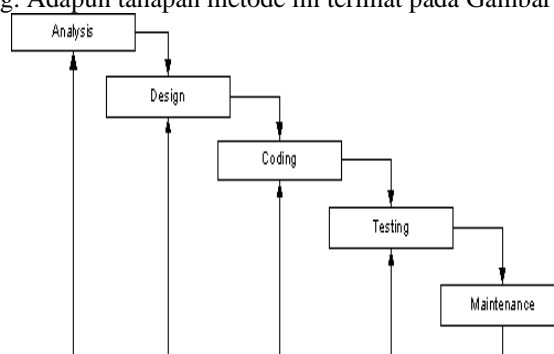 g. Adapun tahapan metode ini terlihat pada Gambar
Analysis
Design
Coding
Testing
Maintenance